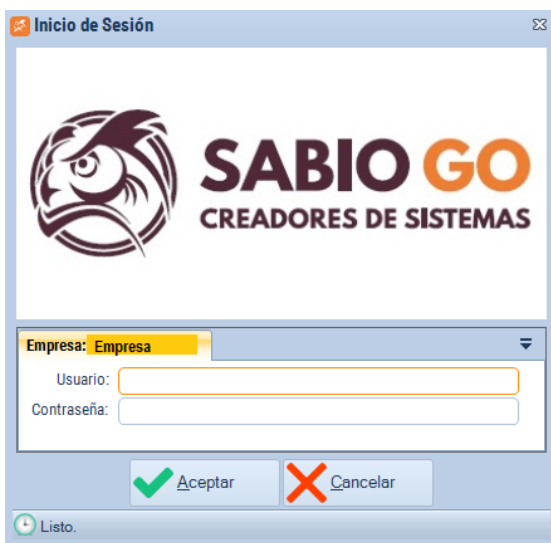 Inicio de Sesión
SABIO GO
CREADORES DE SISTEMAS
Empresa: Empresa
Usuario:
Contraseña:
Aceptar
Cancelar
Listo.